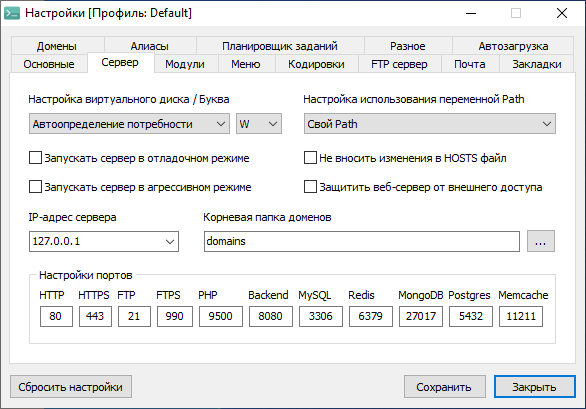 Настройки [Профиль: Default]
Домены Алиасы Планировщик заданий Разное Автозагрузка
Основные Сервер Модули Меню Кодировки FTP сервер Почта Закладки
Настройка виртуального диска / Буква Настройка использования переменной Path
Автоопределение потребности W Свой Path
Запускать сервер в отладочном режиме Не вносить изменения в HOSTS файл
Запускать сервер в агрессивном режиме Защитить веб-сервер от внешнего доступа
IP-адрес сервера Корневая папка доменов
127.0.0.1 domains ...
Настройки портов
HTTP HTTPS FTP FTPS PHP Backend MySQL Redis MongoDB Postgres Memcache
80 443 21 990 9500 8080 3306 6379 27017 5432 11211
Сбросить настройки Сохранить Закрыть